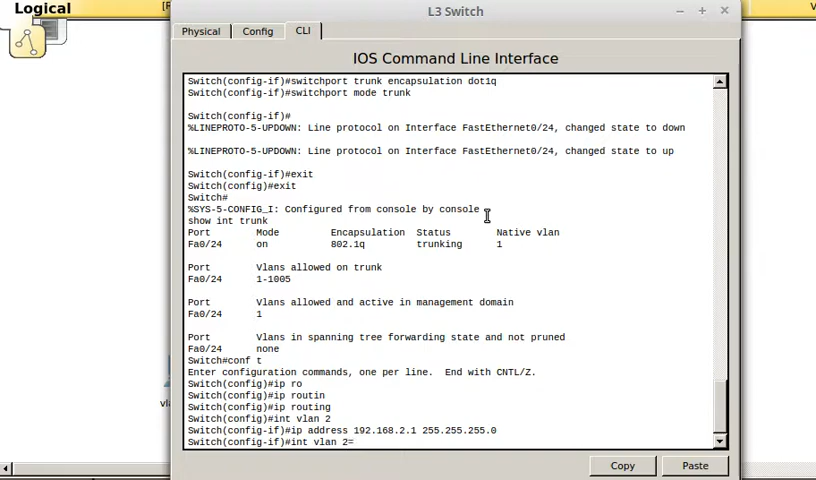 Logical
[F
V
L3 Switch
Physical
Config
CLI
IOS Command Line Interface
Switch(config-if)#switchport trunk encapsulation dot1q
Switch(config-if)#switchport mode trunk
Switch(config-if)#
%LINEPROTO-5-UPDOWN: Line protocol on Interface FastEthernet0/24, changed state to down
%LINEPROTO-5-UPDOWN: Line protocol on Interface FastEthernet0/24, changed state to up
Switch(config-if)#exit
Switch(config)#exit
Switch#
%SYS-5-CONFIG_I: Configured from console by console
show int trunk
Port Mode Encapsulation Status Native vlan
Fa0/24 on 802.1q trunking 1
Port Vlans allowed on trunk
Fa0/24 1-1005
Port Vlans allowed and active in management domain
Fa0/24 1
Port Vlans in spanning tree forwarding state and not pruned
Fa0/24 none
Switch#conf t
Enter configuration commands, one per line. End with CNTL/Z.
Switch(config)#ip ro
Switch(config)#ip routin
Switch(config)#ip routing
Switch(config)#int vlan 2
Switch(config-if)#ip address 192.168.2.1 255.255.255.0
Switch(config-if)#int vlan 2=
vla
Copy
Paste